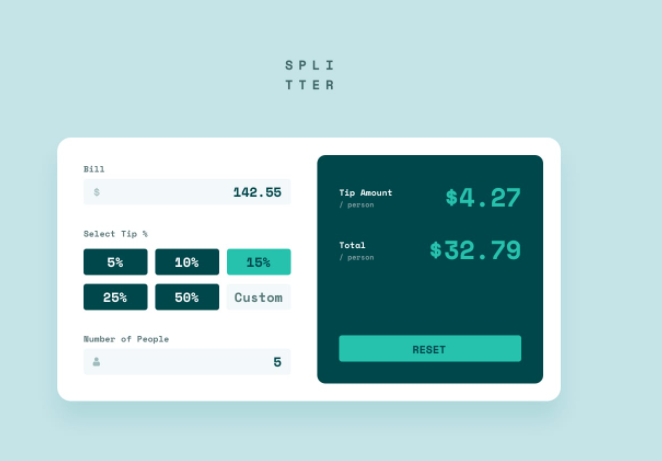 SPLI
TTER
Bill
$ 142.55
Select Tip %
5% 10% 15%
25% 50% Custom
Number of People
5
Tip Amount
/ person
$4.27
Total
/ person
$32.79
RESET